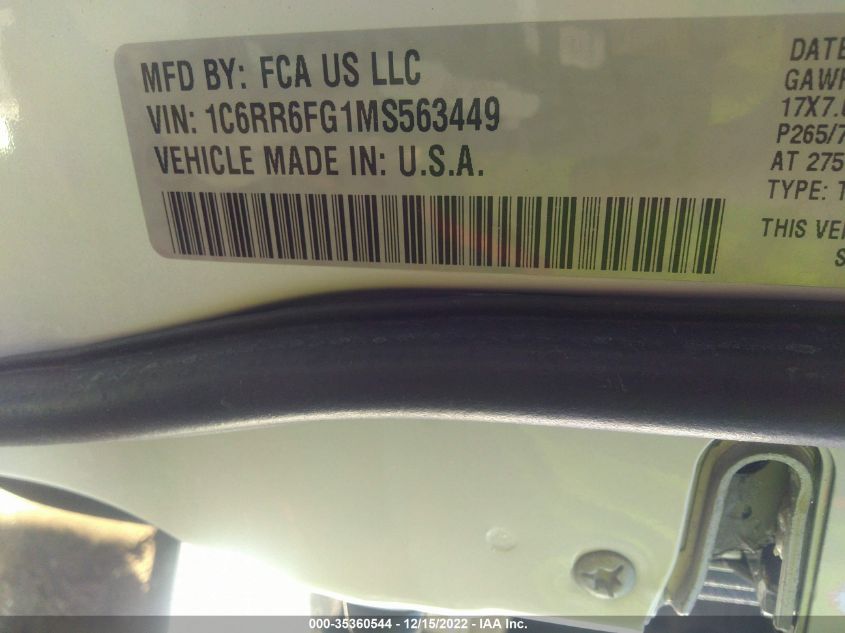 MFD BY: FCA US LLC
VIN: 1C6RR6FG1MS563449
VEHICLE MADE IN: U.S.A.
DATE
GAWR
17X7.
P265/7
AT 275
TYPE: T
THIS VE
S
000-35360544 - 12/15/2022 - IAA Inc.